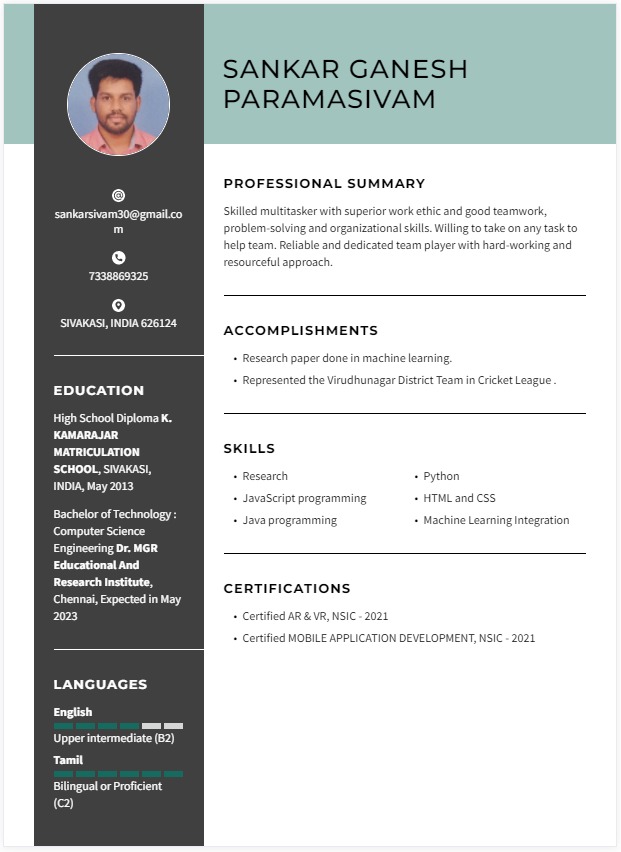 SANKAR GANESH
PARAMASIVAM
sankarsivam30@gmail.co
m
7338869325
SIVAKASI, INDIA 626124
EDUCATION
High School Diploma K.
KAMARAJAR
MATRICULATION
SCHOOL, SIVAKASI,
INDIA, May 2013
Bachelor of Technology :
Computer Science
Engineering Dr. MGR
Educational And
Research Institute,
Chennai, Expected in May
2023
LANGUAGES
English
Upper intermediate (B2)
Tamil
Bilingual or Proficient
(C2)
PROFESSIONAL SUMMARY
Skilled multitasker with superior work ethic and good teamwork,
problem-solving and organizational skills. Willing to take on any task to
help team. Reliable and dedicated team player with hard-working and
resourceful approach.
ACCOMPLISHMENTS
• Research paper done in machine learning.
• Represented the Virudhunagar District Team in Cricket League .
SKILLS
• Research
• JavaScript programming
• Java programming
• Python
• HTML and CSS
• Machine Learning Integration
CERTIFICATIONS
• Certified AR & VR, NSIC - 2021
• Certified MOBILE APPLICATION DEVELOPMENT, NSIC - 2021